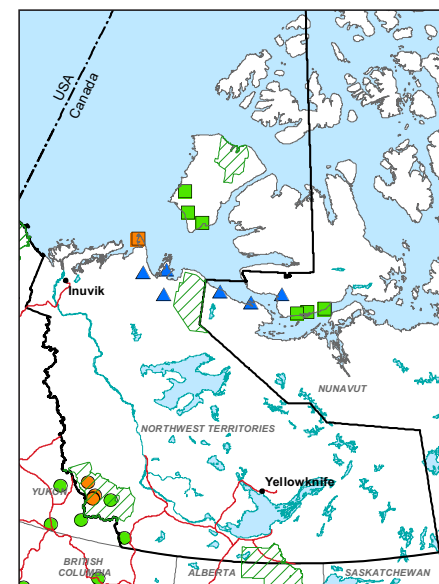 USA
Canada
Inuvik
NUNAVUT
NORTHWEST TERRITORIES
Yellowknife
YUKON
BRITISH
COLUMBIA
ALBERTA
SASKATCHEWAN